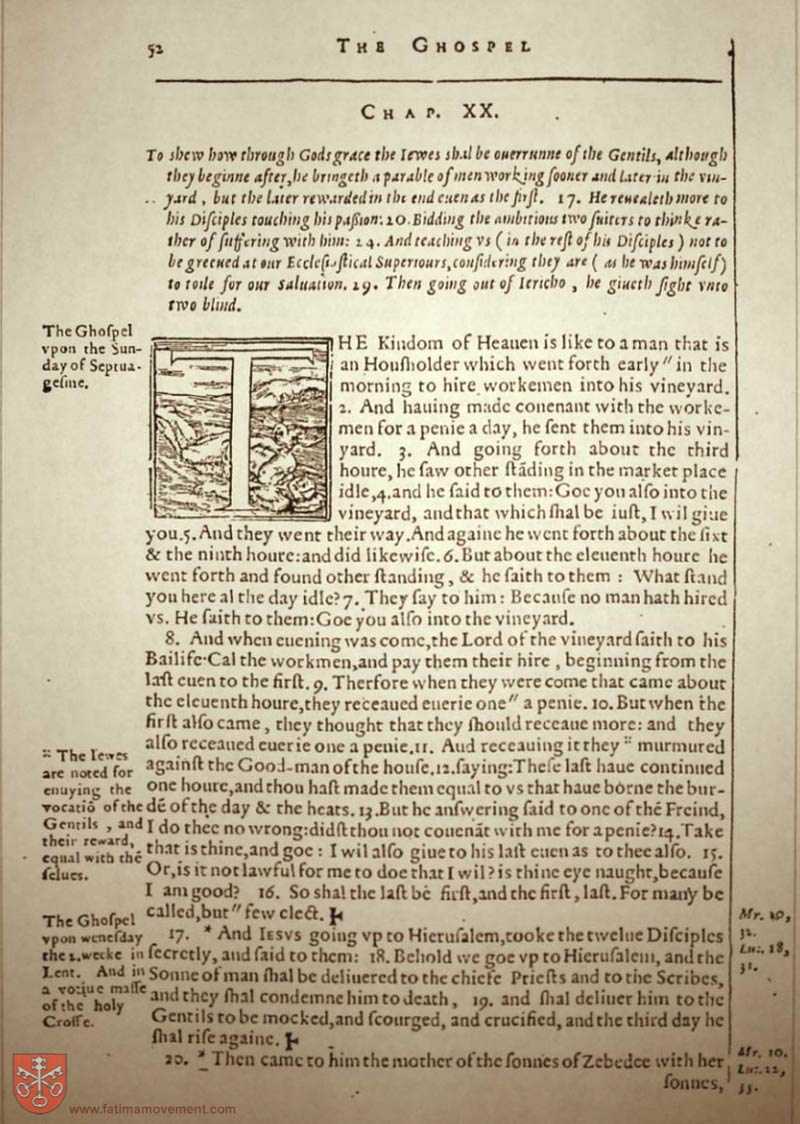 52 THE GHOSPEL
CHAP. XX.
To shew how through Gods grace the Iewes shal be ouerrunne of the Gentils, although
they beginne after, he bringeth a parable of men working sooner and later in the vin-
yard, but the later rewarded in the end euen as the first. 17. He reuealeth more to
his Disciples touching his passion: 20. Bidding the ambitious two suiters to thinke ra-
ther of suffering with him: 24. And teaching vs (in the rest of his Disciples) not to
be greeued at our Ecclesiastical Superiours, considering they are (as he was himself)
to toile for our saluation. 29. Then going out of Iericho, he giueth sight vnto
two blind.
The Ghospel
vpon the Sun-
day of Septua-
gesme.
THE Kindom of Heauen is like to a man that is
an Housholder which went forth early " in the
morning to hire workemen into his vineyard.
2. And hauing made couenant with the worke-
men for a penie a day, he sent them into his vin-
yard. 3. And going forth about the third
houre, he saw other stãding in the market place
idle, 4. and he said to them: Goe you also into the
vineyard, and that which shal be iust, I wil giue
you. 5. And they went their way. And againe he went forth about the sixt
& the ninth houre: and did likewise. 6. But about the eleuenth houre he
went forth and found other standing, & he saith to them : What stand
you here al the day idle? 7. They say to him : Because no man hath hired
vs. He saith to them: Goe you also into the vineyard.
8. And when euening was come, the Lord of the vineyard saith to his
Bailife· Cal the workmen, and pay them their hire , beginning from the
last euen to the first. 9. Therfore when they were come that came about
the eleuenth houre, they receaued euerie one " a penie. 10. But when the
first also came , they thought that they should receaue more: and they
also receaued euerie one a penie. 11. And receauing it they :: murmured
against the Good-man of the house. 12. saying: These last haue continued
one houre, and thou hast made them equal to vs that haue borne the bur-
dẽ of the day & the heats. 13. But he answering said to one of thẽ Freind,
I do thee no wrong: didst thou not couenãt with me for a penie? 14. Take
that is thine, and goe : I wil also giue to his last euen as to thee also. 15.
Or, is it not lawful for me to doe that I wil? is thine eye naught, because
I am good? 16. So shal the last be first, and the first , last. For many be
called, but " few elect.
:: The Iewes
are noted for
enuying the
vocatiõ of the
Gentils , and
their reward,
equal with thẽ
selues.
17. * And IESVS going vp to Hierusalem, tooke the twelue Disciples
secretly, and said to them: 18. Behold we goe vp to Hierusalem, and the
Sonne of man shal be deliuered to the chiefe Priests and to the Scribes,
and they shal condemne him to death , 19. and shal deliuer him to the
Gentils to be mocked, and scourged, and crucified, and the third day he
shal rise againe.
The Ghospel
vpon wenesday
the 2. weeke in
Lent. And in
a votiue masse
of the holy
Crosse.
Mr. 10,
32.
Luc. 18,
31.
20. * Then came to him the mother of the sonnes of Zebedee with her
sonnes,
Mr. 10.
35.
www.fatimamovement.com